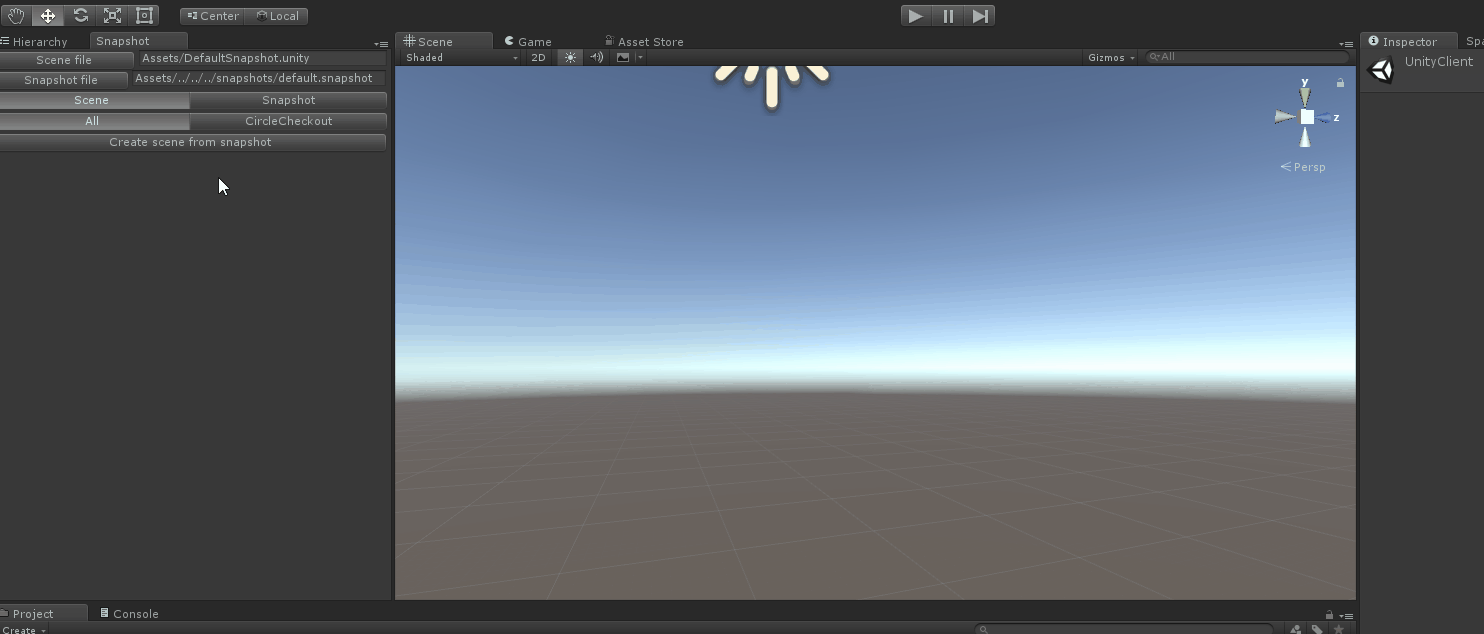 Center Local
Hierarchy Snapshot Scene Game Asset Store Inspector Spa
Scene file Assets/DefaultSnapshot.unity Shaded 2D Gizmos All UnityClient
Snapshot file Assets/../../../snapshots/default.snapshot
y
Scene Snapshot
z
All CircleCheckout
Create scene from snapshot
Persp
Project Console
Create